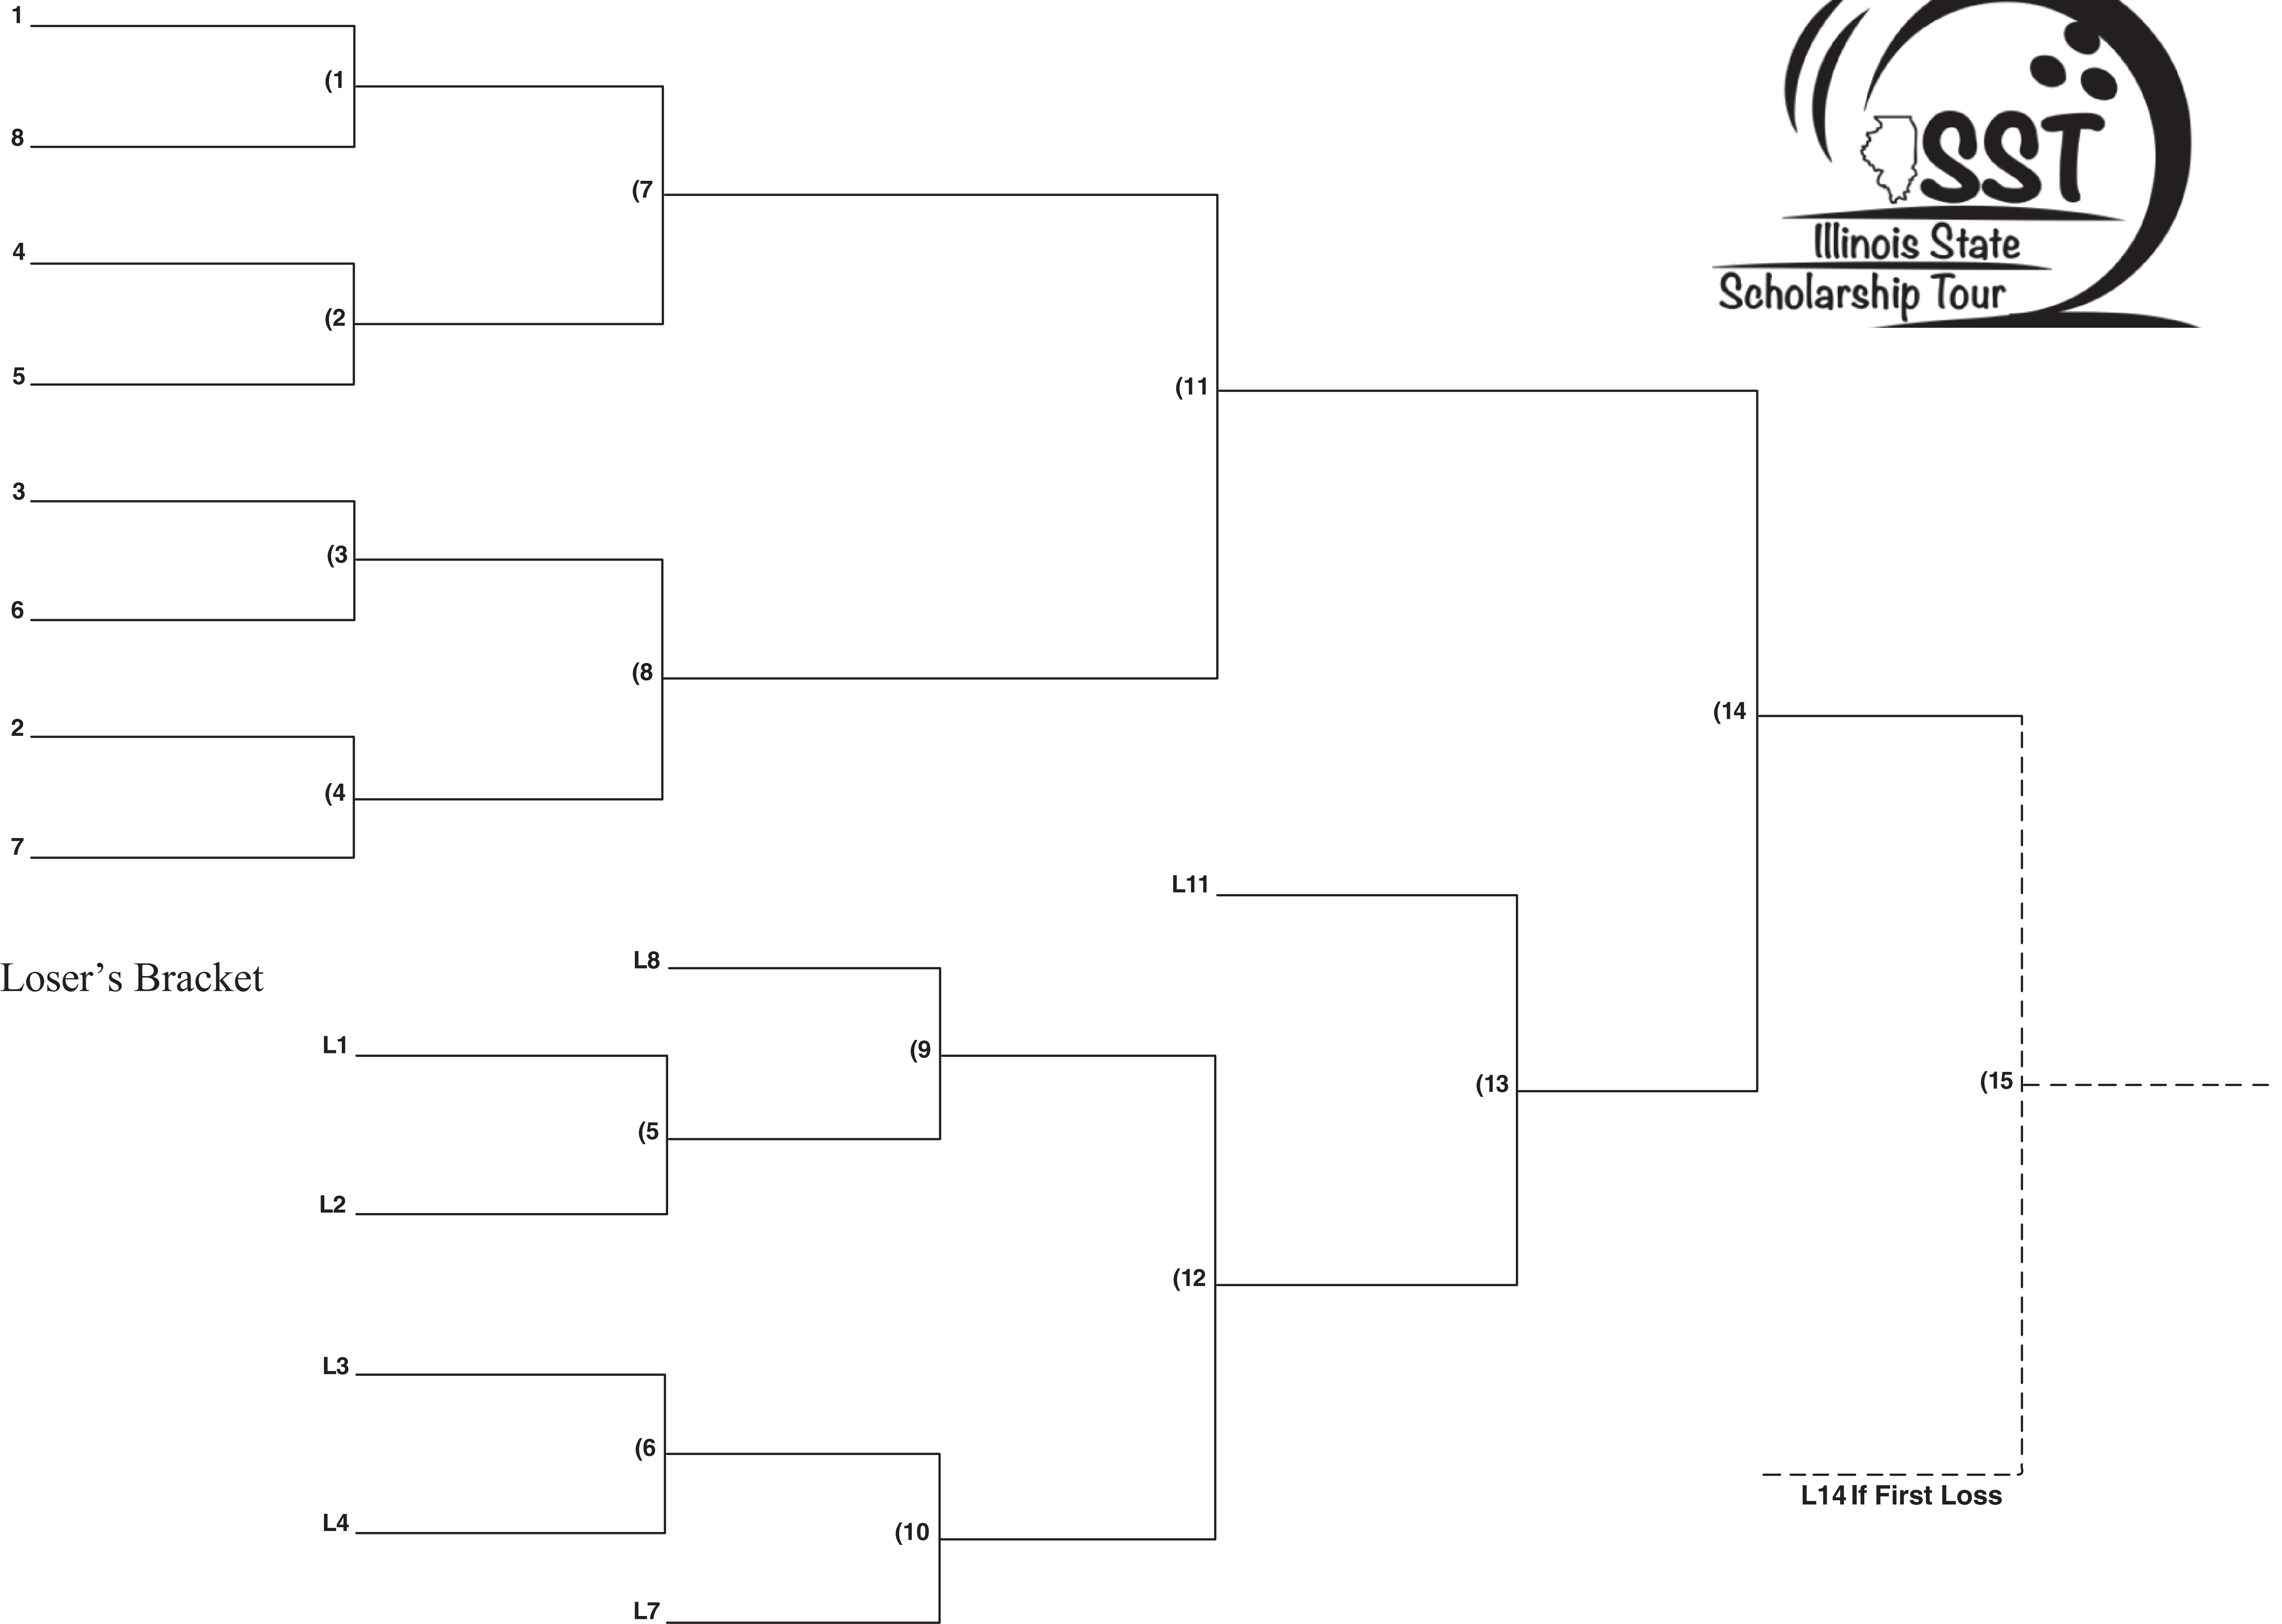 1
(1
8
(7
4
(2
5
(11
3
(3
6
(8
2
(14
(4
7
SST
Illinois State
Scholarship Tour
L11
L8
Loser's Bracket
L1
(9
(13
(15
(5
L2
(12
L3
(6
L14 If First Loss
L4
(10
L7